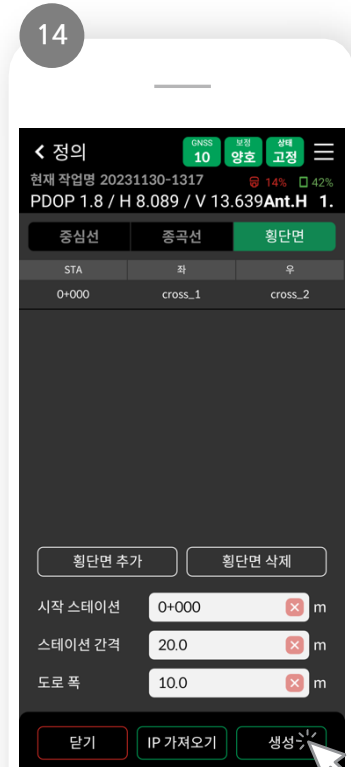 14
정의
GNSS 10 보정 양호 상태 고정
현재 작업명 20231130-1317 14% 42%
PDOP 1.8 / H 8.089 / V 13.639Ant.H 1.
중심선 종곡선 횡단면
STA 좌 우
0+000 cross_1 cross_2
횡단면 추가 횡단면 삭제
시작 스테이션 0+000 m
스테이션 간격 20.0 m
도로 폭 10.0 m
닫기 IP 가져오기 생성